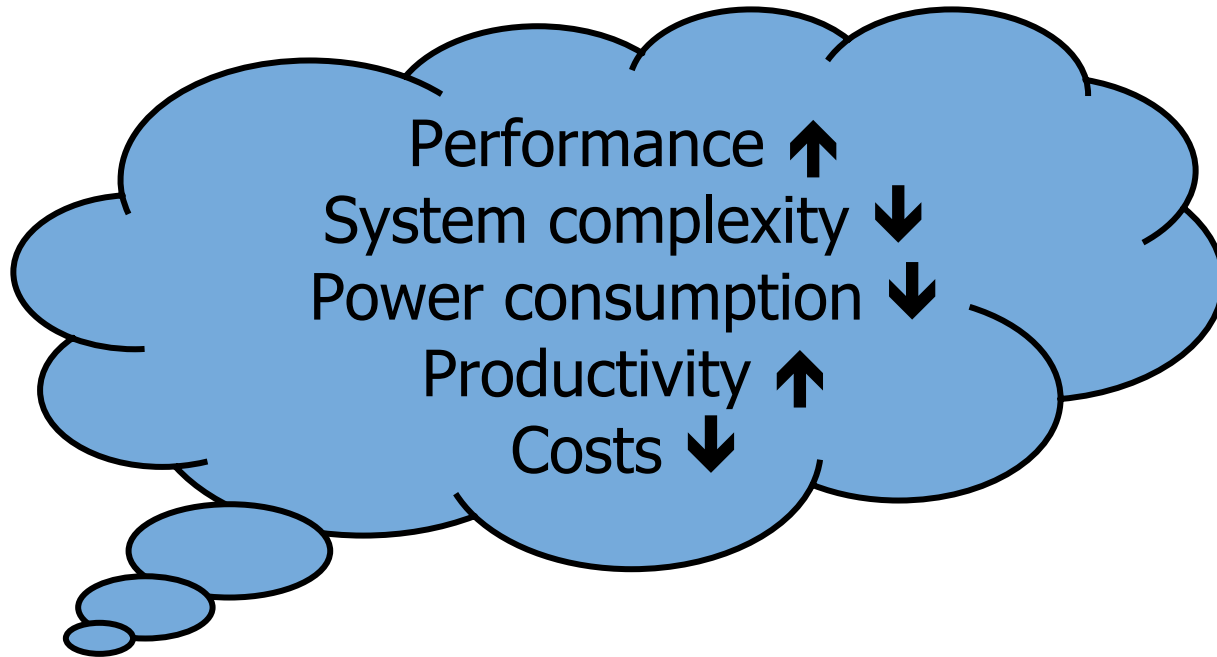 Performance 🡹
System complexity 🡻
Power consumption 🡻
Productivity 🡹
Costs 🡻